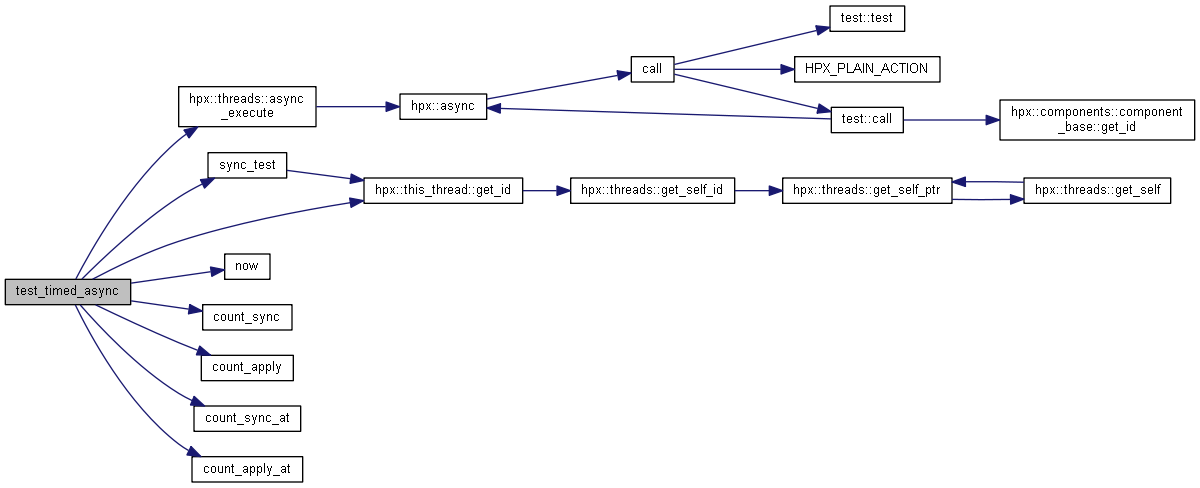 test::test
call
HPX_PLAIN_ACTION
hpx::threads::async
_execute
hpx::async
test::call
hpx::components::component
_base::get_id
sync_test
hpx::this_thread::get_id
hpx::threads::get_self_id
hpx::threads::get_self_ptr
hpx::threads::get_self
now
test_timed_async
count_sync
count_apply
count_sync_at
count_apply_at